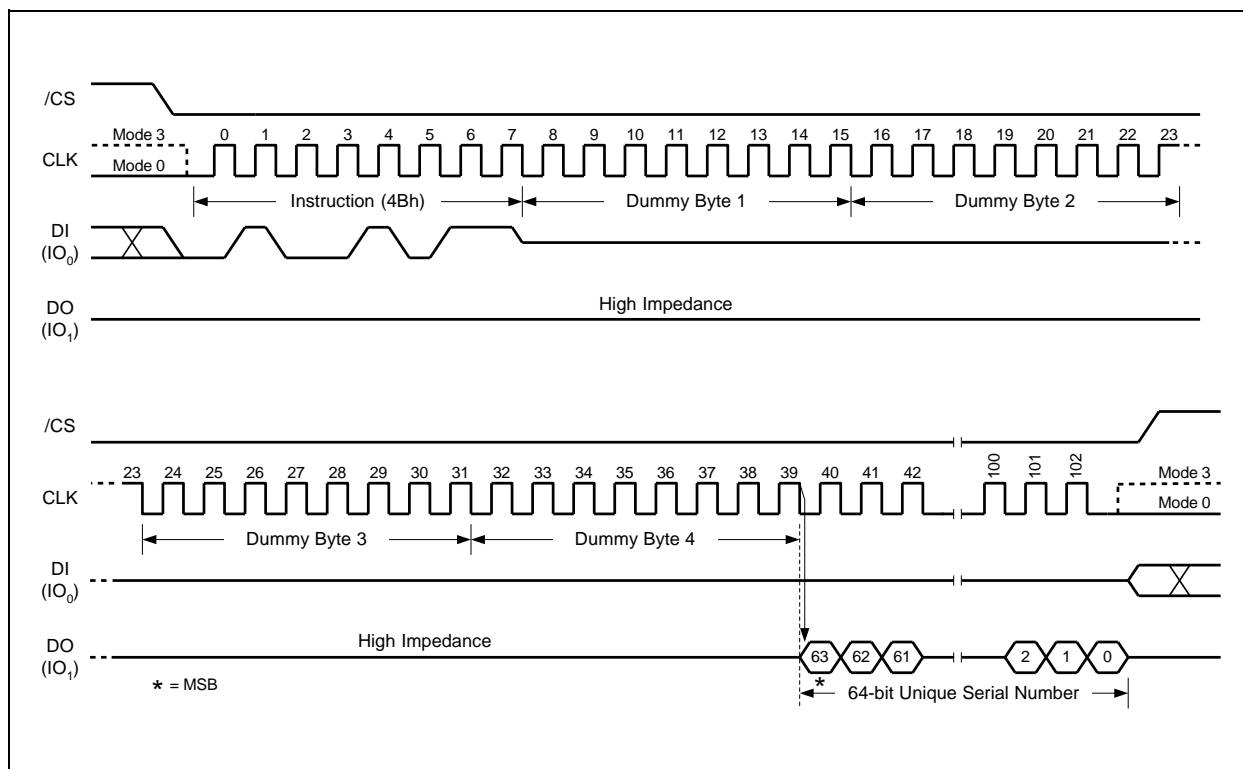 /CS
Mode 3 0 1 2 3 4 5 6 7 8 9 10 11 12 13 14 15 16 17 18 19 20 21 22 23
CLK
Mode 0
Instruction (4Bh) Dummy Byte 1 Dummy Byte 2
DI
(IO0)
High Impedance
DO
(IO1)
/CS
23 24 25 26 27 28 29 30 31 32 33 34 35 36 37 38 39 40 41 42 100 101 102 Mode 3
CLK
Mode 0
Dummy Byte 3 Dummy Byte 4
DI
(IO0)
High Impedance
DO
(IO1)
63 62 61 2 1 0
* = MSB
*
64-bit Unique Serial Number